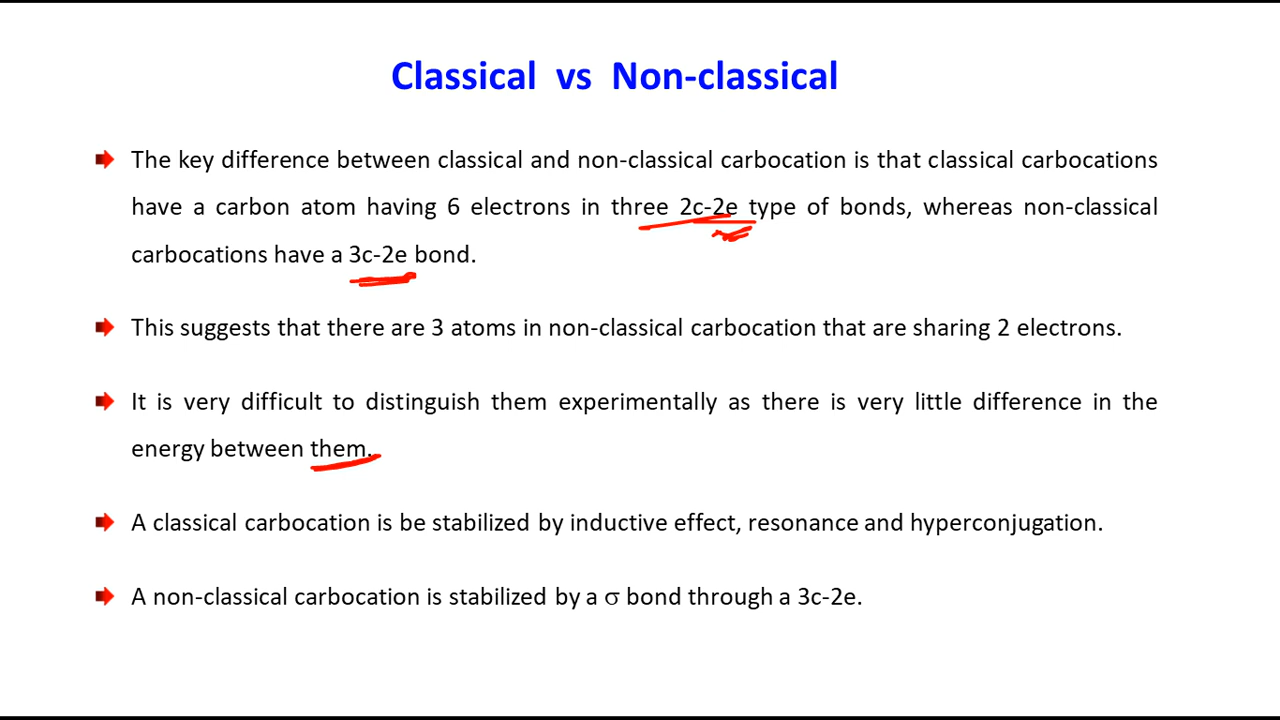 Classical vs Non-classical
The key difference between classical and non-classical carbocation is that classical carbocations
have a carbon atom having 6 electrons in three 2c-2e type of bonds, whereas non-classical
carbocations have a 3c-2e bond.
This suggests that there are 3 atoms in non-classical carbocation that are sharing 2 electrons.
It is very difficult to distinguish them experimentally as there is very little difference in the
energy between them.
A classical carbocation is be stabilized by inductive effect, resonance and hyperconjugation.
A non-classical carbocation is stabilized by a σ bond through a 3c-2e.